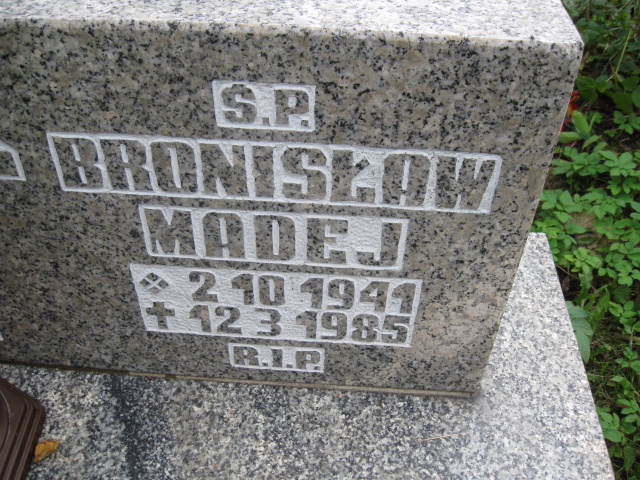 S.P.
BRONISŁAW
MADEJ
2 10 1941
✝ 12 3 1985
R.I.P.